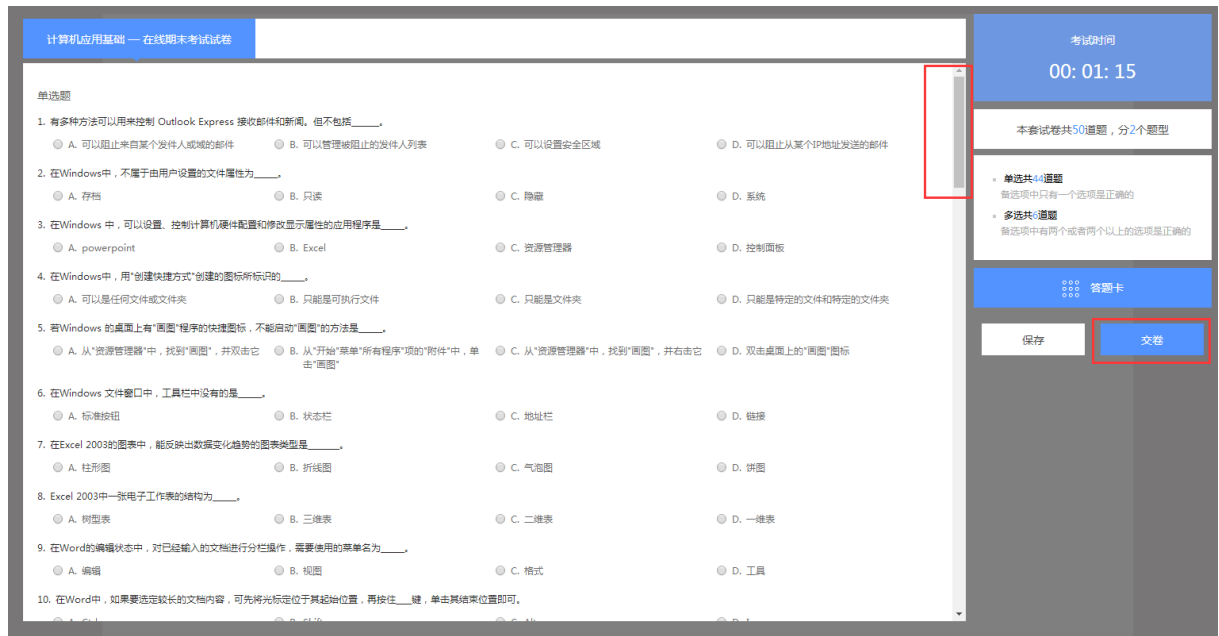 计算机应用基础 — 在线期末考试试卷
考试时间
00: 01: 15
本套试卷共50道题，分2个题型
单选共44道题
备选项中只有一个选项是正确的
多选共6道题
备选项中有两个或者两个以上的选项是正确的
答题卡
保存 交卷
单选题
1. 有多种方法可以用来控制 Outlook Express 接收邮件和新闻。但不包括_____。
A. 可以阻止来自某个发件人或域的邮件 B. 可以管理被阻止的发件人列表 C. 可以设置安全区域 D. 可以阻止从某个IP地址发送的邮件
2. 在Windows中，不属于由用户设置的文件属性为____。
A. 存档 B. 只读 C. 隐藏 D. 系统
3. 在Windows 中，可以设置、控制计算机硬件配置和修改显示属性的应用程序是____。
A. powerpoint B. Excel C. 资源管理器 D. 控制面板
4. 在Windows中，用"创建快捷方式"创建的图标所标识的____。
A. 可以是任何文件或文件夹 B. 只能是可执行文件 C. 只能是文件夹 D. 只能是特定的文件和特定的文件夹
5. 若Windows 的桌面上有"画图"程序的快捷图标，不能启动"画图"的方法是____。
A. 从"资源管理器"中，找到"画图"，并双击它 B. 从"开始"菜单"所有程序"项的"附件"中，单 C. 从"资源管理器"中，找到"画图"，并右击它 D. 双击桌面上的"画图"图标
击"画图"
6. 在Windows 文件窗口中，工具栏中没有的是____。
A. 标准按钮 B. 状态栏 C. 地址栏 D. 链接
7. 在Excel 2003的图表中，能反映出数据变化趋势的图表类型是______。
A. 柱形图 B. 折线图 C. 气泡图 D. 饼图
8. Excel 2003中一张电子工作表的结构为____。
A. 树型表 B. 三维表 C. 二维表 D. 一维表
9. 在Word的编辑状态中，对已经输入的文档进行分栏操作，需要使用的菜单名为____。
A. 编辑 B. 视图 C. 格式 D. 工具
10. 在Word中，如果要选定较长的文档内容，可先将光标定位于其起始位置，再按住___键，单击其结束位置即可。